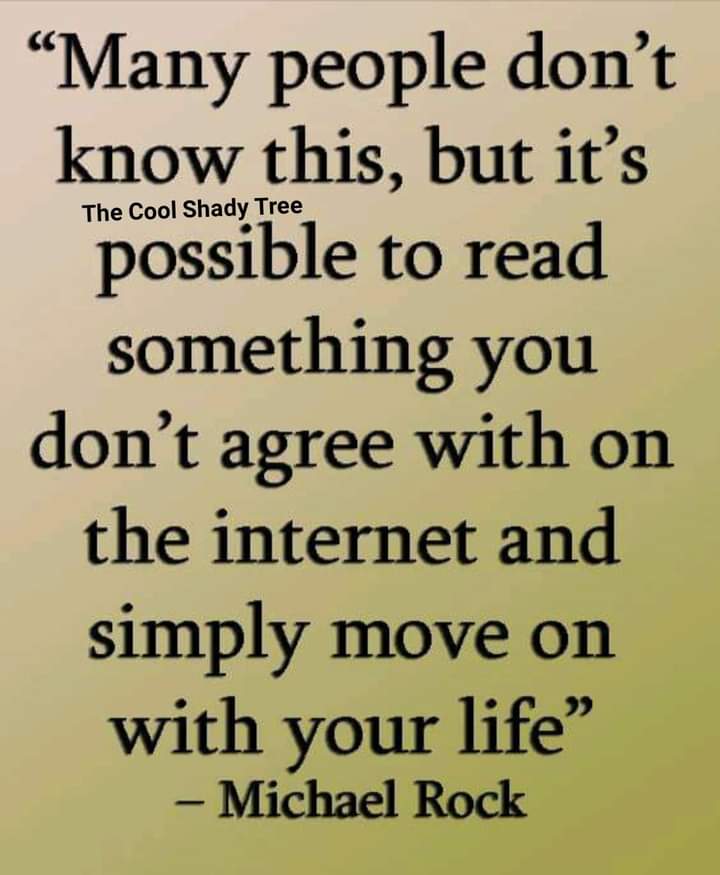 “Many people don’t
know this, but it’s
The Cool Shady Tree
possible to read
something you
don’t agree with on
the internet and
simply move on
with your life”
– Michael Rock